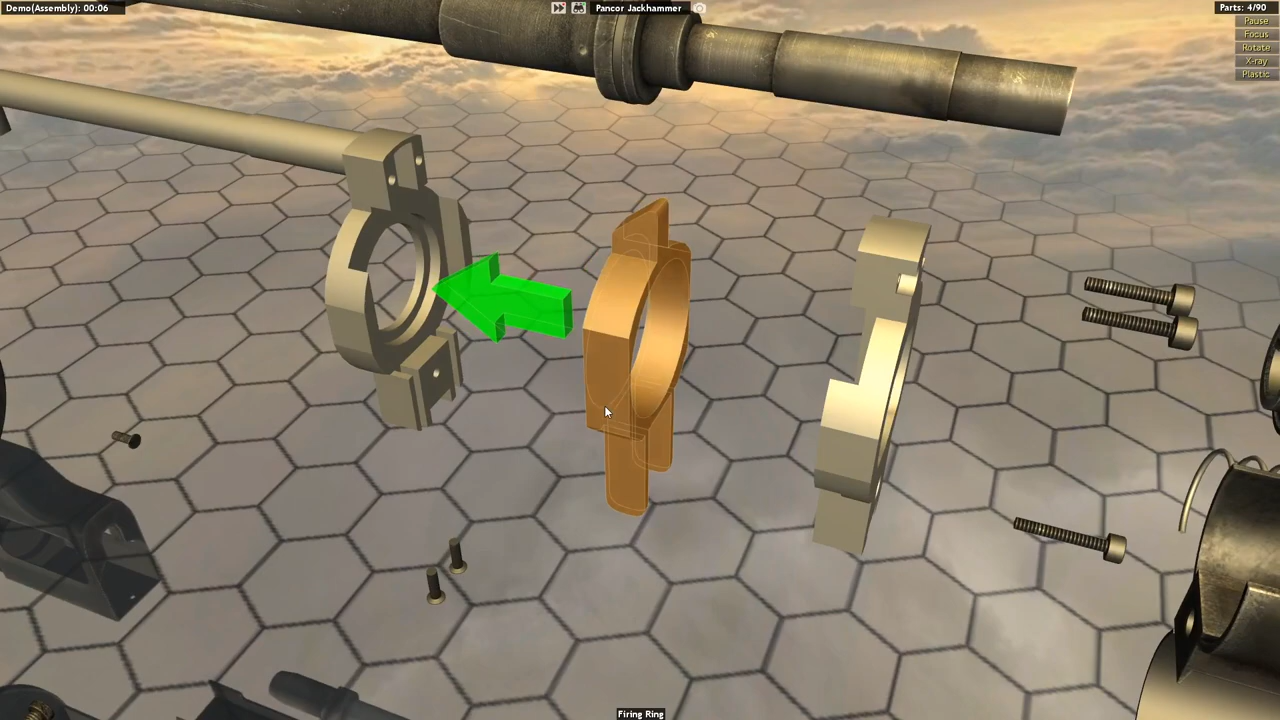 Demo(Assembly): 00:06
Pancor Jackhammer
Parts: 4/90
Pause
Focus
Rotate
X-ray
Plastic
Firing Ring